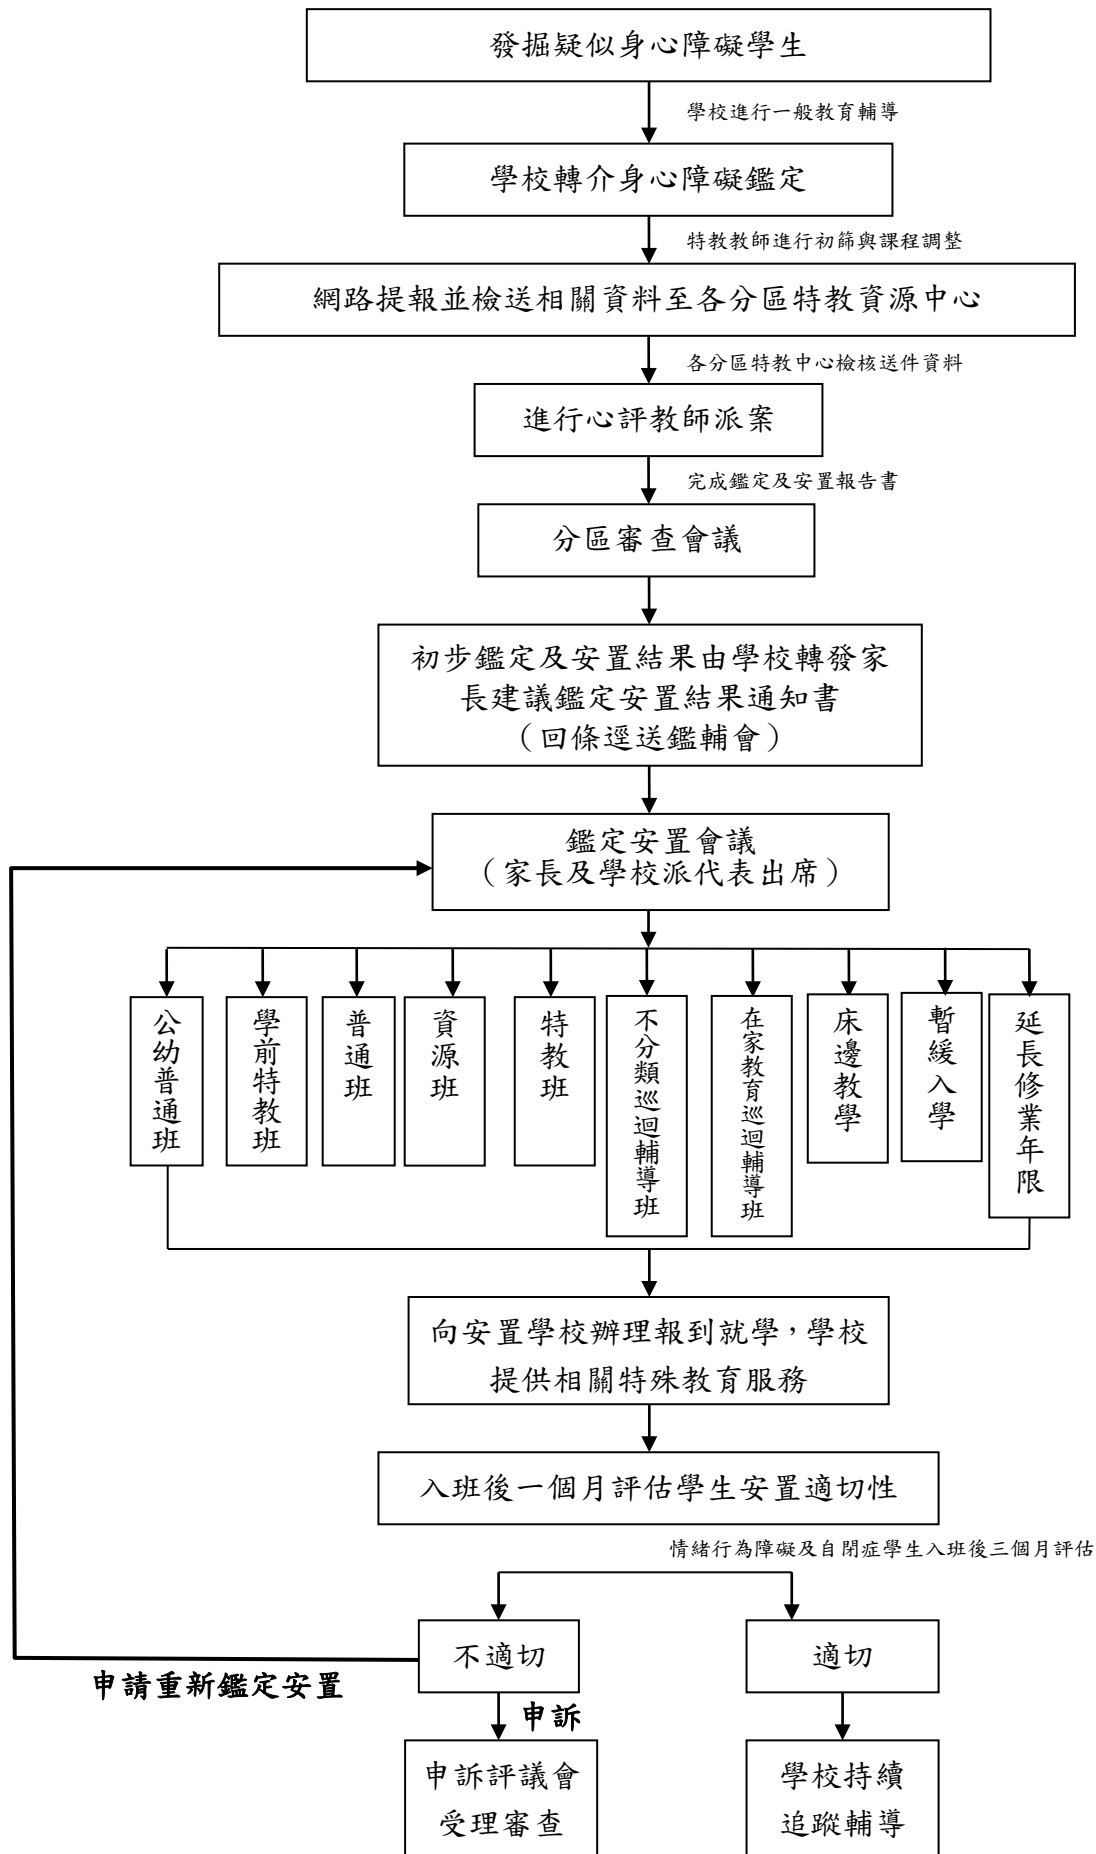 發掘疑似身心障礙學生
學校進行一般教育輔導
學校轉介身心障礙鑑定
特教教師進行初篩與課程調整
網路提報並檢送相關資料至各分區特教資源中心
各分區特教中心檢核送件資料
進行心評教師派案
完成鑑定及安置報告書
分區審查會議
初步鑑定及安置結果由學校轉發家
長建議鑑定安置結果通知書
（回條逕送鑑輔會）
鑑定安置會議
（家長及學校派代表出席）
公幼普通班
學前特教班
普通班
資源班
特教班
不分類巡迴輔導班
在家教育巡迴輔導班
床邊教學
暫緩入學
延長修業年限
向安置學校辦理報到就學，學校
提供相關特殊教育服務
入班後一個月評估學生安置適切性
情緒行為障礙及自閉症學生入班後三個月評估
不適切
適切
申請重新鑑定安置
申訴
申訴評議會
受理審查
學校持續
追蹤輔導